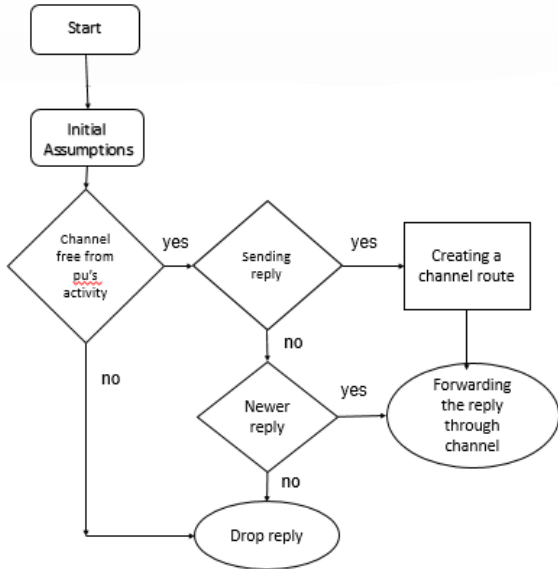 Start
Initial
Assumptions
Channel
free from
pu's
activity
yes
Sending
reply
yes
Creating a
channel route
no
no
Newer
reply
yes
Forwarding
the reply
through
channel
no
Drop reply